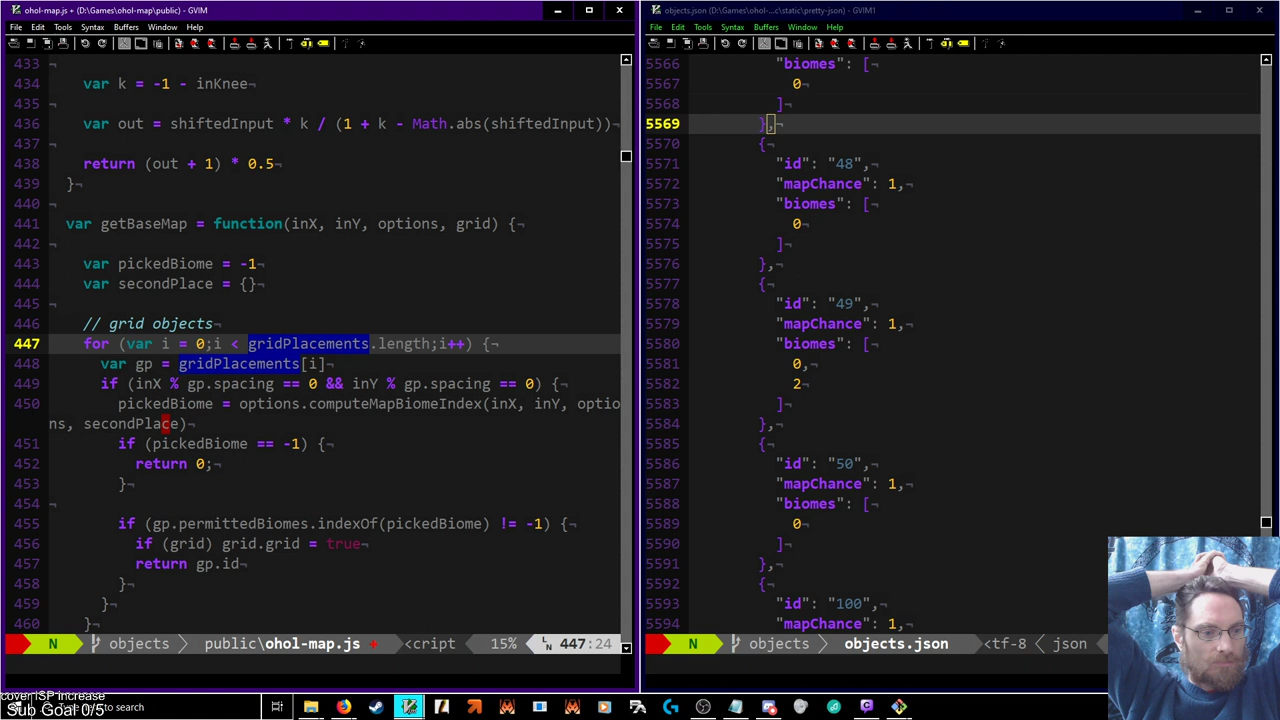 ohol-map.js + (D:\Games\ohol-map\public) - GVIM
File Edit Tools Syntax Buffers Window Help
433 ¬
434 var k = -1 - inKnee
435 ¬
436 var out = shiftedInput * k / (1 + k - Math.abs(shiftedInput))¬
437 ¬
438 return (out + 1) * 0.5¬
439 }¬
440 ¬
441 var getBaseMap = function(inX, inY, options, grid) {¬
442 ¬
443 var pickedBiome = -1¬
444 var secondPlace = {}¬
445 ¬
446 // grid objects¬
447 for (var i = 0;i < gridPlacements.length;i++) {¬
448 var gp = gridPlacements[i]¬
449 if (inX % gp.spacing == 0 && inY % gp.spacing == 0) {¬
450 pickedBiome = options.computeMapBiomeIndex(inX, inY, optio
ns, secondPlace)¬
451 if (pickedBiome == -1) {¬
452 return 0;¬
453 }¬
454 ¬
455 if (gp.permittedBiomes.indexOf(pickedBiome) != -1) {¬
456 if (grid) grid.grid = true¬
457 return gp.id¬
458 }¬
459 }¬
460 }¬
N objects public\ohol-map.js + <cript 15% 447:24
objects.json (D:\Games\ohol-..c\static\pretty-json) - GVIM1
File Edit Tools Syntax Buffers Window Help
5566 "biomes": [¬
5567 0¬
5568 ]¬
5569 },¬
5570 {¬
5571 "id": "48",¬
5572 "mapChance": 1,¬
5573 "biomes": [¬
5574 0¬
5575 ]¬
5576 },¬
5577 {¬
5578 "id": "49",¬
5579 "mapChance": 1,¬
5580 "biomes": [¬
5581 0,¬
5582 2¬
5583 ]¬
5584 },¬
5585 {¬
5586 "id": "50",¬
5587 "mapChance": 1,¬
5588 "biomes": [¬
5589 0¬
5590 ]¬
5591 },¬
5592 {¬
5593 "id": "100",¬
5594 "mapChance": 1,¬
N objects objects.json <tf-8 json
cover ISP increase
Sub Goal 0/5
here to search